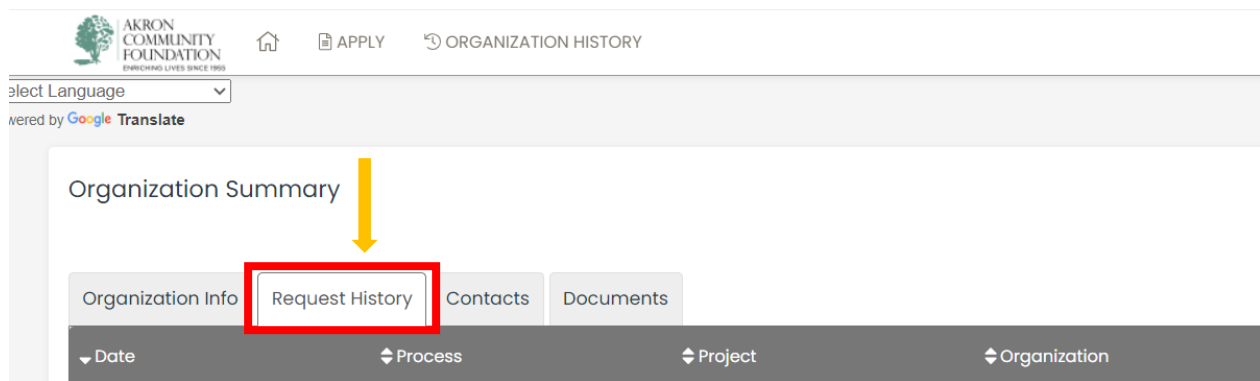 AKRON
COMMUNITY
FOUNDATION
ENRICHING LIVES SINCE 1955
APPLY
ORGANIZATION HISTORY
elect Language
wered by Google Translate
Organization Summary
Organization Info
Request History
Contacts
Documents
Date
Process
Project
Organization